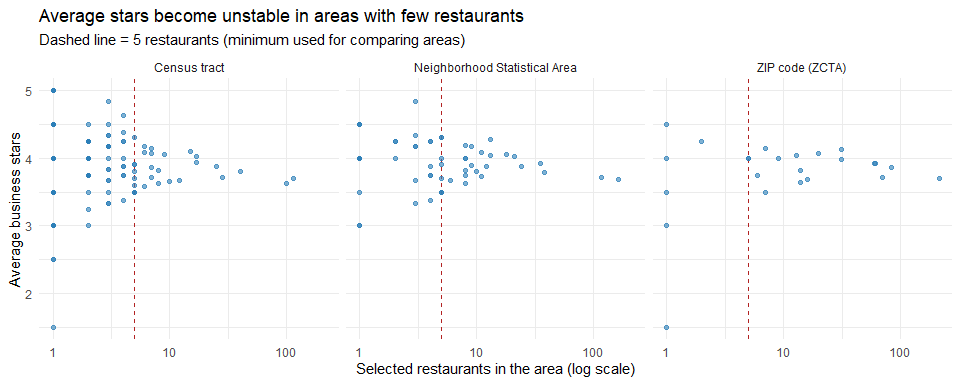 Average stars become unstable in areas with few restaurants
Dashed line = 5 restaurants (minimum used for comparing areas)
Census tract
Neighborhood Statistical Area
ZIP code (ZCTA)
Average business stars
5
4
3
2
1
10
100
1
10
100
1
10
100
Selected restaurants in the area (log scale)